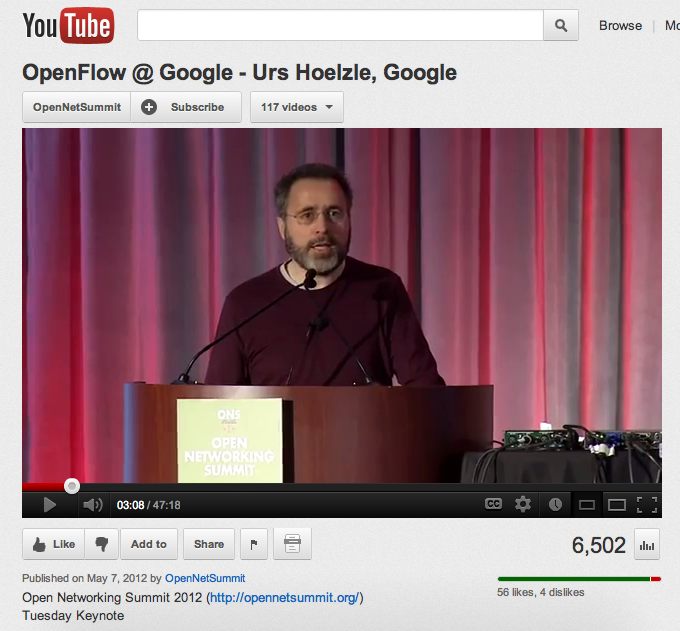 YouTube
Browse
Mo
OpenFlow @ Google - Urs Hoelzle, Google
OpenNetSummit
Subscribe
117 videos
ONS
OPEN
NETWORKING
SUMMIT
03:08 / 47:18
CC
Like
Add to
Share
6,502
Published on May 7, 2012 by OpenNetSummit
56 likes, 4 dislikes
Open Networking Summit 2012 (http://opennetsummit.org/)
Tuesday Keynote